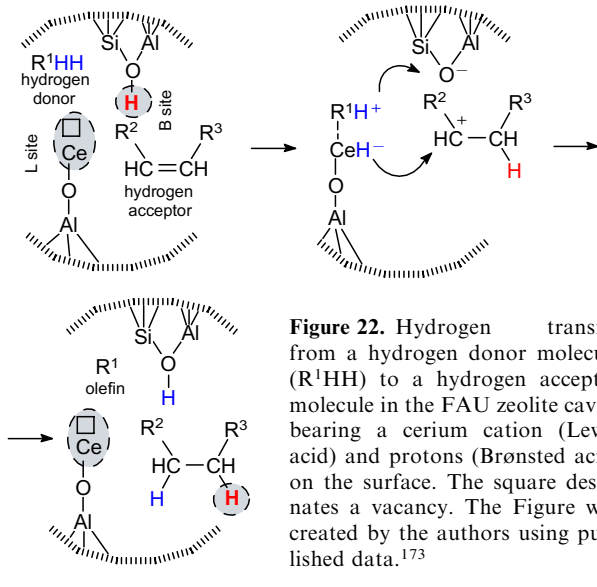 Si Al
R¹HH
hydrogen
donor
O
H
B site
L site
Ce
R² R³
HC=CH
hydrogen
acceptor
O
Al
Si Al
O⁻
R¹H⁺
CeH⁻
O
Al
R² R³
HC⁺–CH
H
Si Al
O
H
R¹
olefin
Ce
O
Al
R² R³
CH–CH
H H
Figure 22. Hydrogen trans
from a hydrogen donor molecu
(R¹HH) to a hydrogen accept
molecule in the FAU zeolite cav
bearing a cerium cation (Lew
acid) and protons (Brønsted aci
on the surface. The square des
nates a vacancy. The Figure w
created by the authors using pu
lished data.¹⁷³